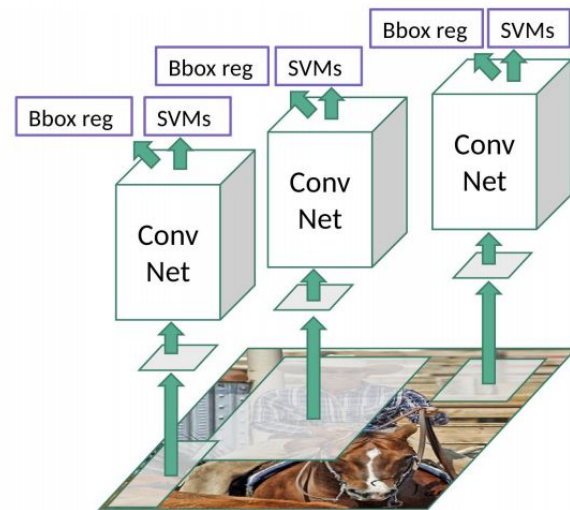 Bbox reg SVMs
Bbox reg SVMs
Bbox reg SVMs
Conv
Net
Conv
Net
Conv
Net